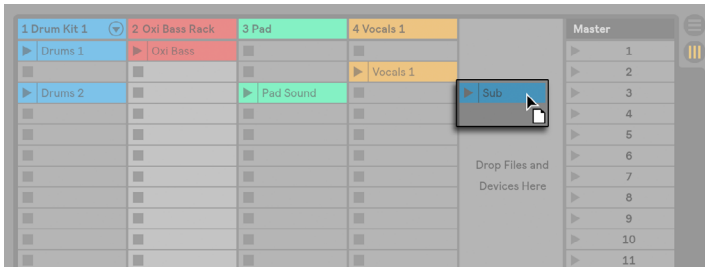 1 Drum Kit 1 2 Oxi Bass Rack 3 Pad 4 Vocals 1 Master
Drums 1 Oxi Bass 1
Vocals 1 2
Drums 2 Pad Sound Sub 3
4
5
Drop Files and 6
Devices Here 7
8
9
10
11